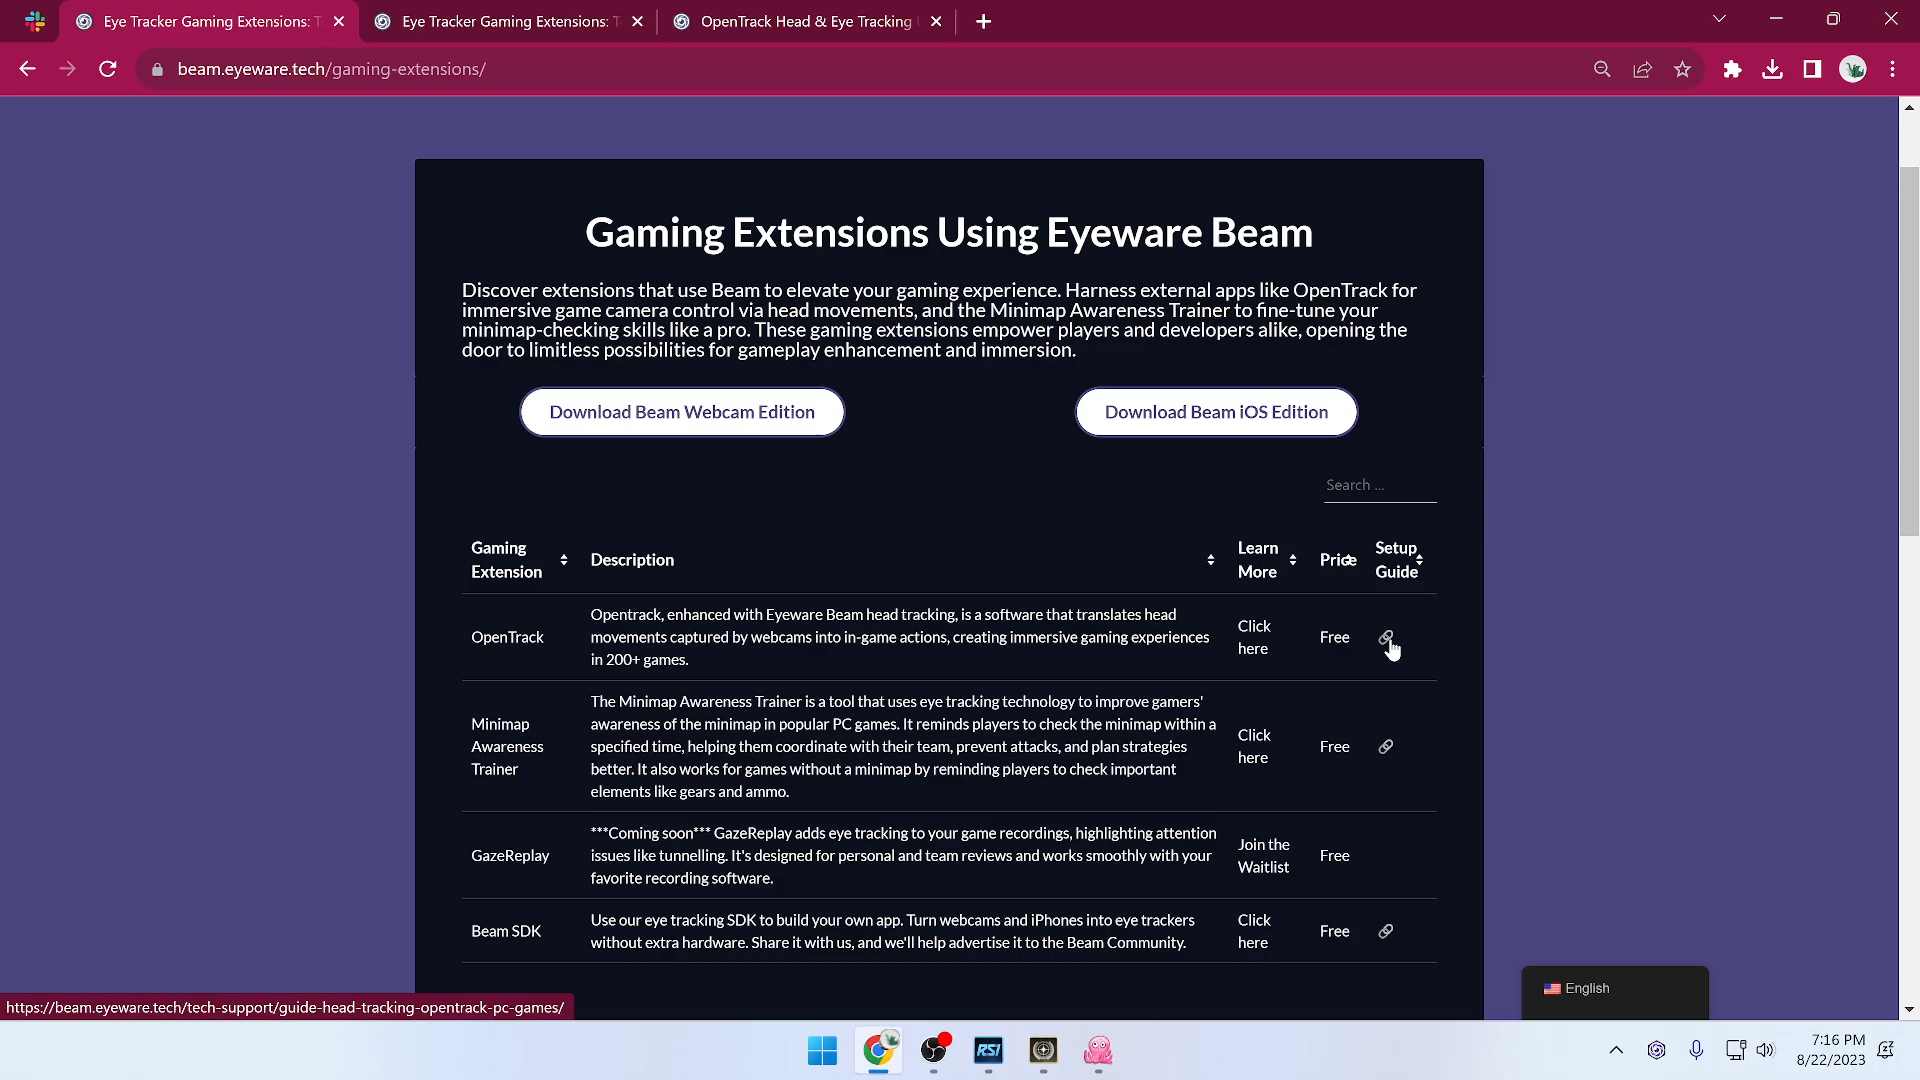 Eye Tracker Gaming Extensions: T
Eye Tracker Gaming Extensions: T
OpenTrack Head & Eye Tracking
beam.eyeware.tech/gaming-extensions/
Gaming Extensions Using Eyeware Beam
Discover extensions that use Beam to elevate your gaming experience. Harness external apps like OpenTrack for
immersive game camera control via head movements, and the Minimap Awareness Trainer to fine-tune your
minimap-checking skills like a pro. These gaming extensions empower players and developers alike, opening the
door to limitless possibilities for gameplay enhancement and immersion.
Download Beam Webcam Edition
Download Beam iOS Edition
Search ...
Gaming
Extension
Description
Learn
More
Price
Setup
Guide
OpenTrack
Opentrack, enhanced with Eyeware Beam head tracking, is a software that translates head
movements captured by webcams into in-game actions, creating immersive gaming experiences
in 200+ games.
Click
here
Free
Minimap
Awareness
Trainer
The Minimap Awareness Trainer is a tool that uses eye tracking technology to improve gamers'
awareness of the minimap in popular PC games. It reminds players to check the minimap within a
specified time, helping them coordinate with their team, prevent attacks, and plan strategies
better. It also works for games without a minimap by reminding players to check important
elements like gears and ammo.
Click
here
Free
GazeReplay
***Coming soon*** GazeReplay adds eye tracking to your game recordings, highlighting attention
issues like tunnelling. It's designed for personal and team reviews and works smoothly with your
favorite recording software.
Join the
Waitlist
Free
Beam SDK
Use our eye tracking SDK to build your own app. Turn webcams and iPhones into eye trackers
without extra hardware. Share it with us, and we'll help advertise it to the Beam Community.
Click
here
Free
English
https://beam.eyeware.tech/tech-support/guide-head-tracking-opentrack-pc-games/
RSI
7:16 PM
8/22/2023